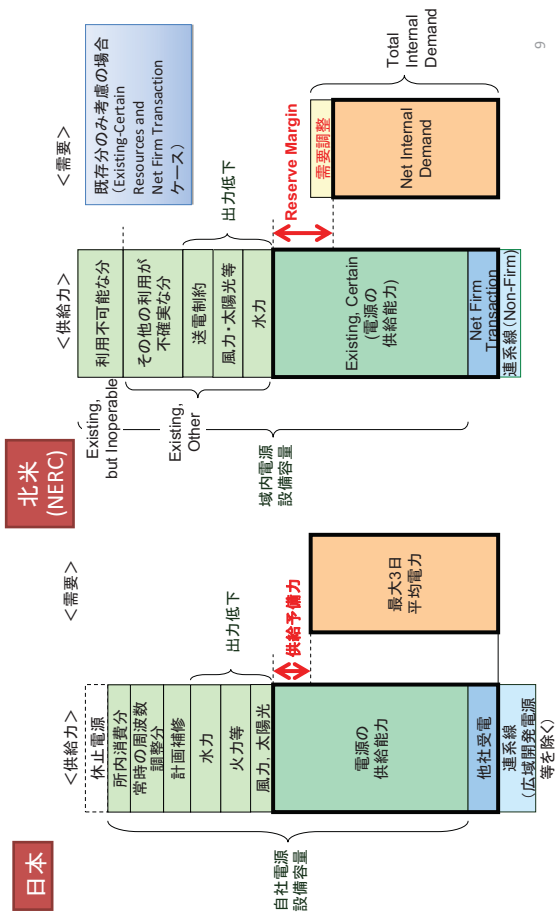 日本
＜供給力＞
＜需要＞
休止電源
所内消費分
常時の周波数
調整分
計画補修
水力
火力等
風力，太陽光
出力低下
供給予備力
電源の
供給能力
他社受電
連系線
（広域開発電源
等を除く）
最大3日
平均電力
自社電源
設備容量
北米
(NERC)
＜供給力＞
＜需要＞
既存分のみ考慮の場合
（Existing-Certain
Resources and
Net Firm Transaction
ケース）
利用不可能な分
その他の利用が
不確実な分
送電制約
風力・太陽光等
水力
出力低下
Existing,
but Inoperable
Existing,
Other
域内電源
設備容量
Reserve Margin
Existing, Certain
(電源の
供給能力)
Net Firm
Transaction
連系線（Non-Firm）
需要調整
Net Internal
Demand
Total
Internal
Demand
9